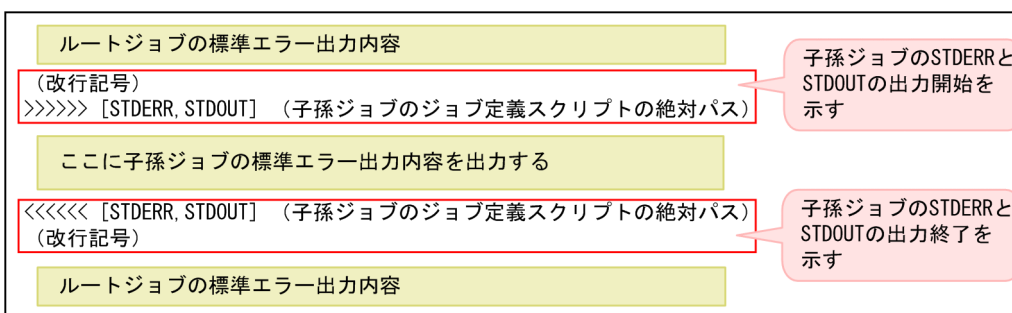 ルートジョブの標準エラー出力内容
（改行記号）
>>>>>> [STDERR,STDOUT] （子孫ジョブのジョブ定義スクリプトの絶対パス）
子孫ジョブのSTDERRと
STDOUTの出力開始を
示す
ここに子孫ジョブの標準エラー出力内容を出力する
<<<<<< [STDERR,STDOUT] （子孫ジョブのジョブ定義スクリプトの絶対パス）
（改行記号）
子孫ジョブのSTDERRと
STDOUTの出力終了を
示す
ルートジョブの標準エラー出力内容